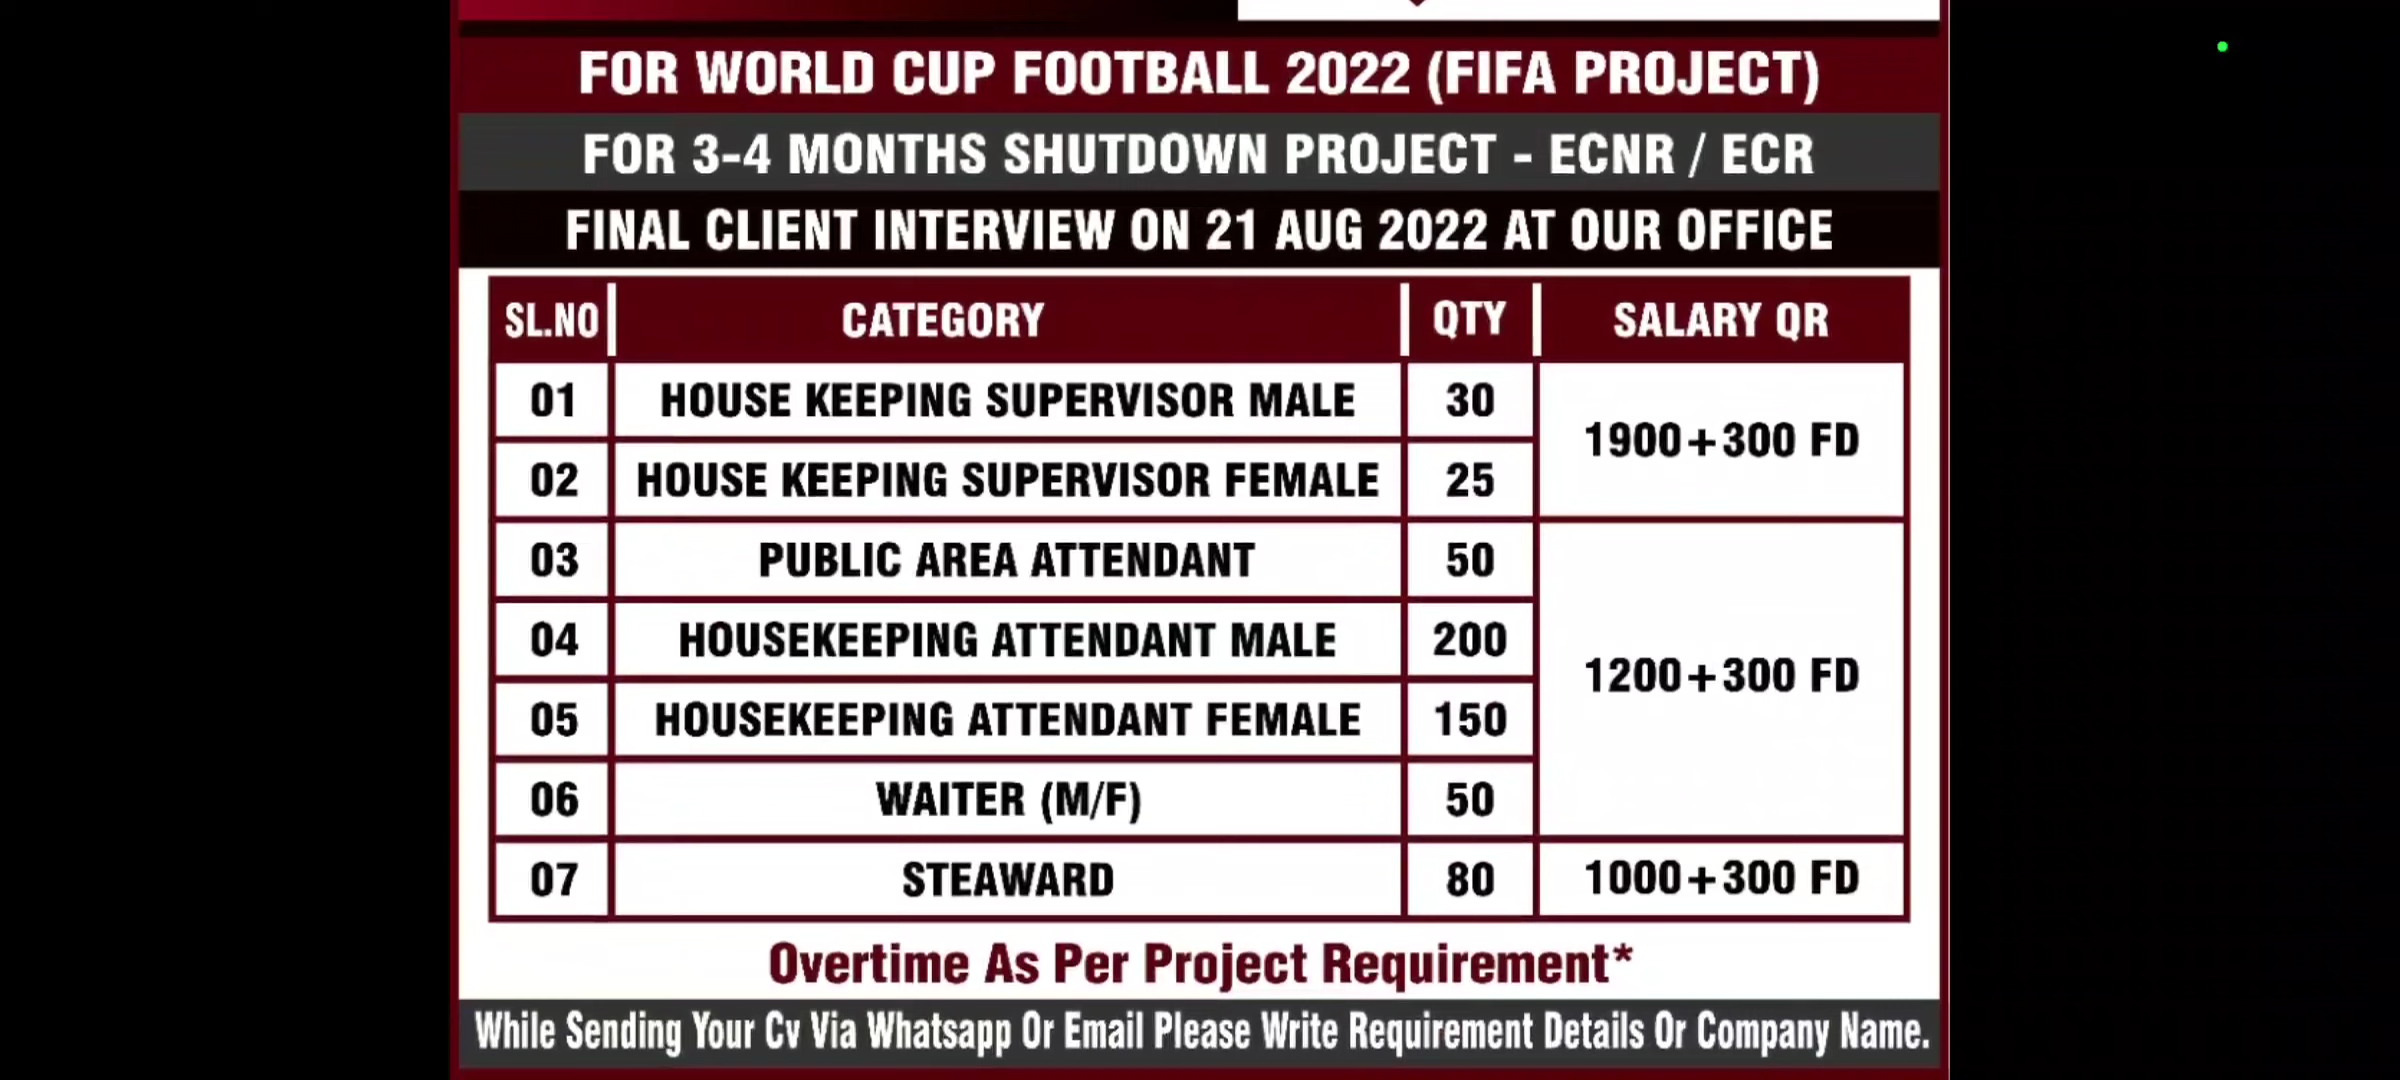 FOR WORLD CUP FOOTBALL 2022 (FIFA PROJECT)
FOR 3-4 MONTHS SHUTDOWN PROJECT - ECNR / ECR
FINAL CLIENT INTERVIEW ON 21 AUG 2022 AT OUR OFFICE
SL.NO CATEGORY QTY SALARY QR
01 HOUSE KEEPING SUPERVISOR MALE 30
1900+300 FD
02 HOUSE KEEPING SUPERVISOR FEMALE 25
03 PUBLIC AREA ATTENDANT 50
04 HOUSEKEEPING ATTENDANT MALE 200
1200+300 FD
05 HOUSEKEEPING ATTENDANT FEMALE 150
06 WAITER (M/F) 50
07 STEAWARD 80 1000+300 FD
Overtime As Per Project Requirement*
While Sending Your Cv Via Whatsapp Or Email Please Write Requirement Details Or Company Name.